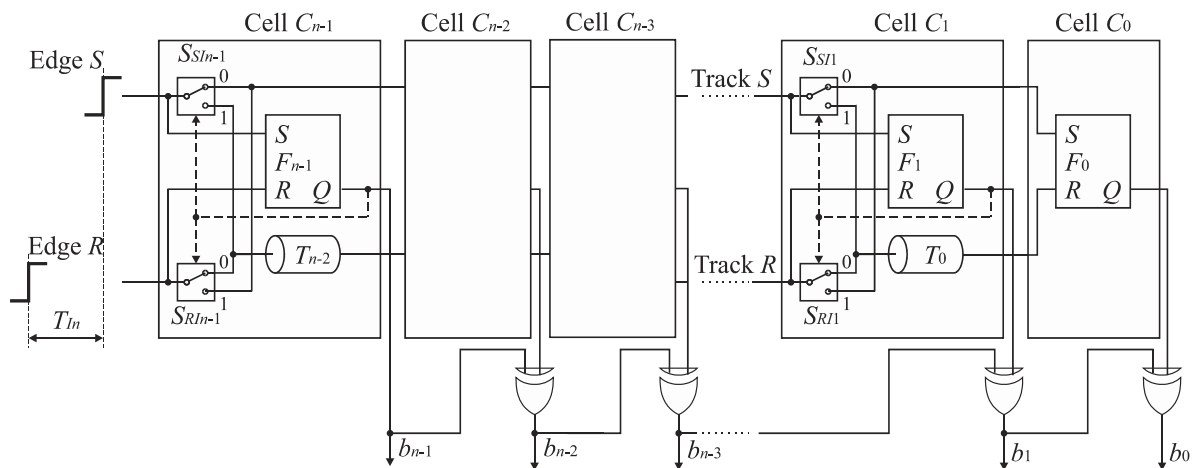 Cell Cn-1 Cell Cn-2 Cell Cn-3 Cell C1 Cell C0
Edge S SSIn-1 0 1 Track S SSI1 0 1
S Fn-1 R Q
S F1 R Q
S F0 R Q
Edge R Tn-2 Track R T0
0 1 SRIn-1 0 1 SRI1
TIn
bn-1 bn-2 bn-3 b1 b0